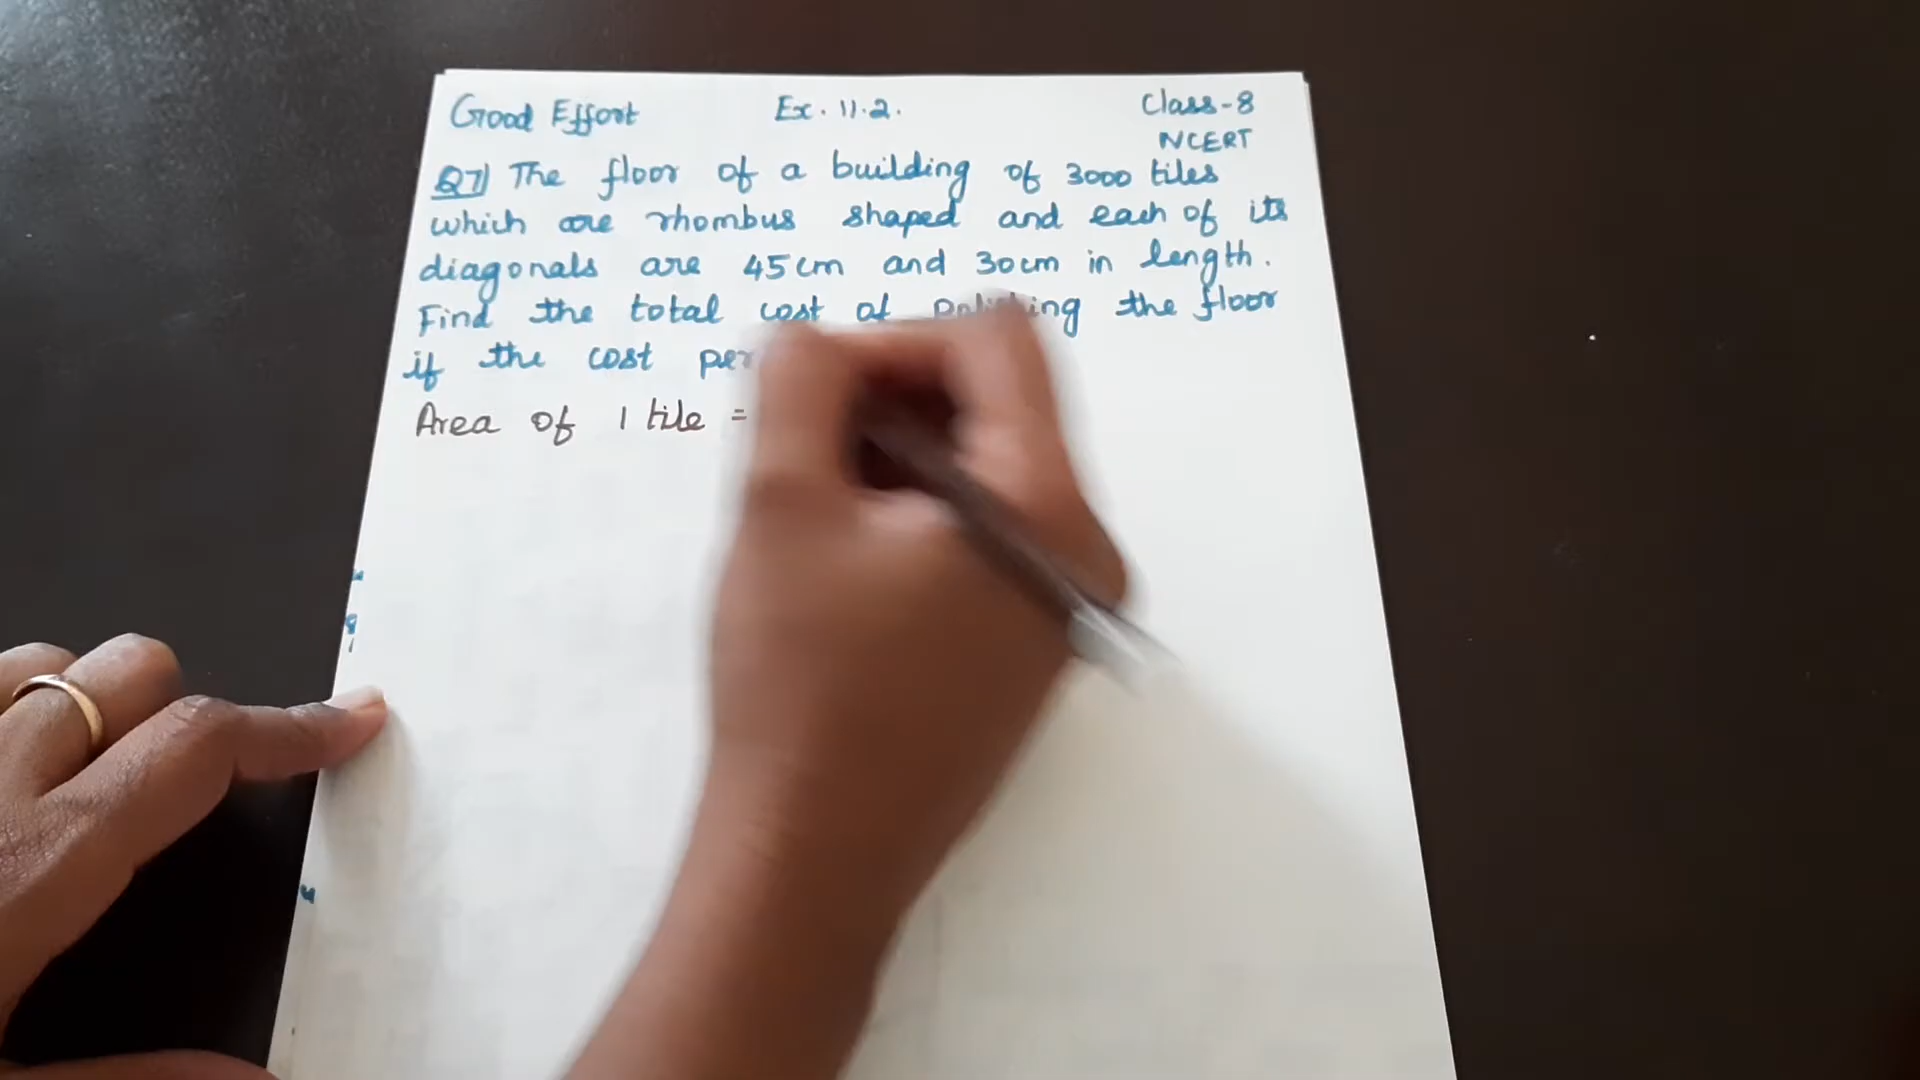 Good Effort Ex. 11.2. Class-8
NCERT
Q7) The floor of a building of 3000 tiles
which are rhombus shaped and each of its
diagonals are 45cm and 30cm in length.
Find the total cost of polishing the floor
if the cost per
Area of 1 tile =